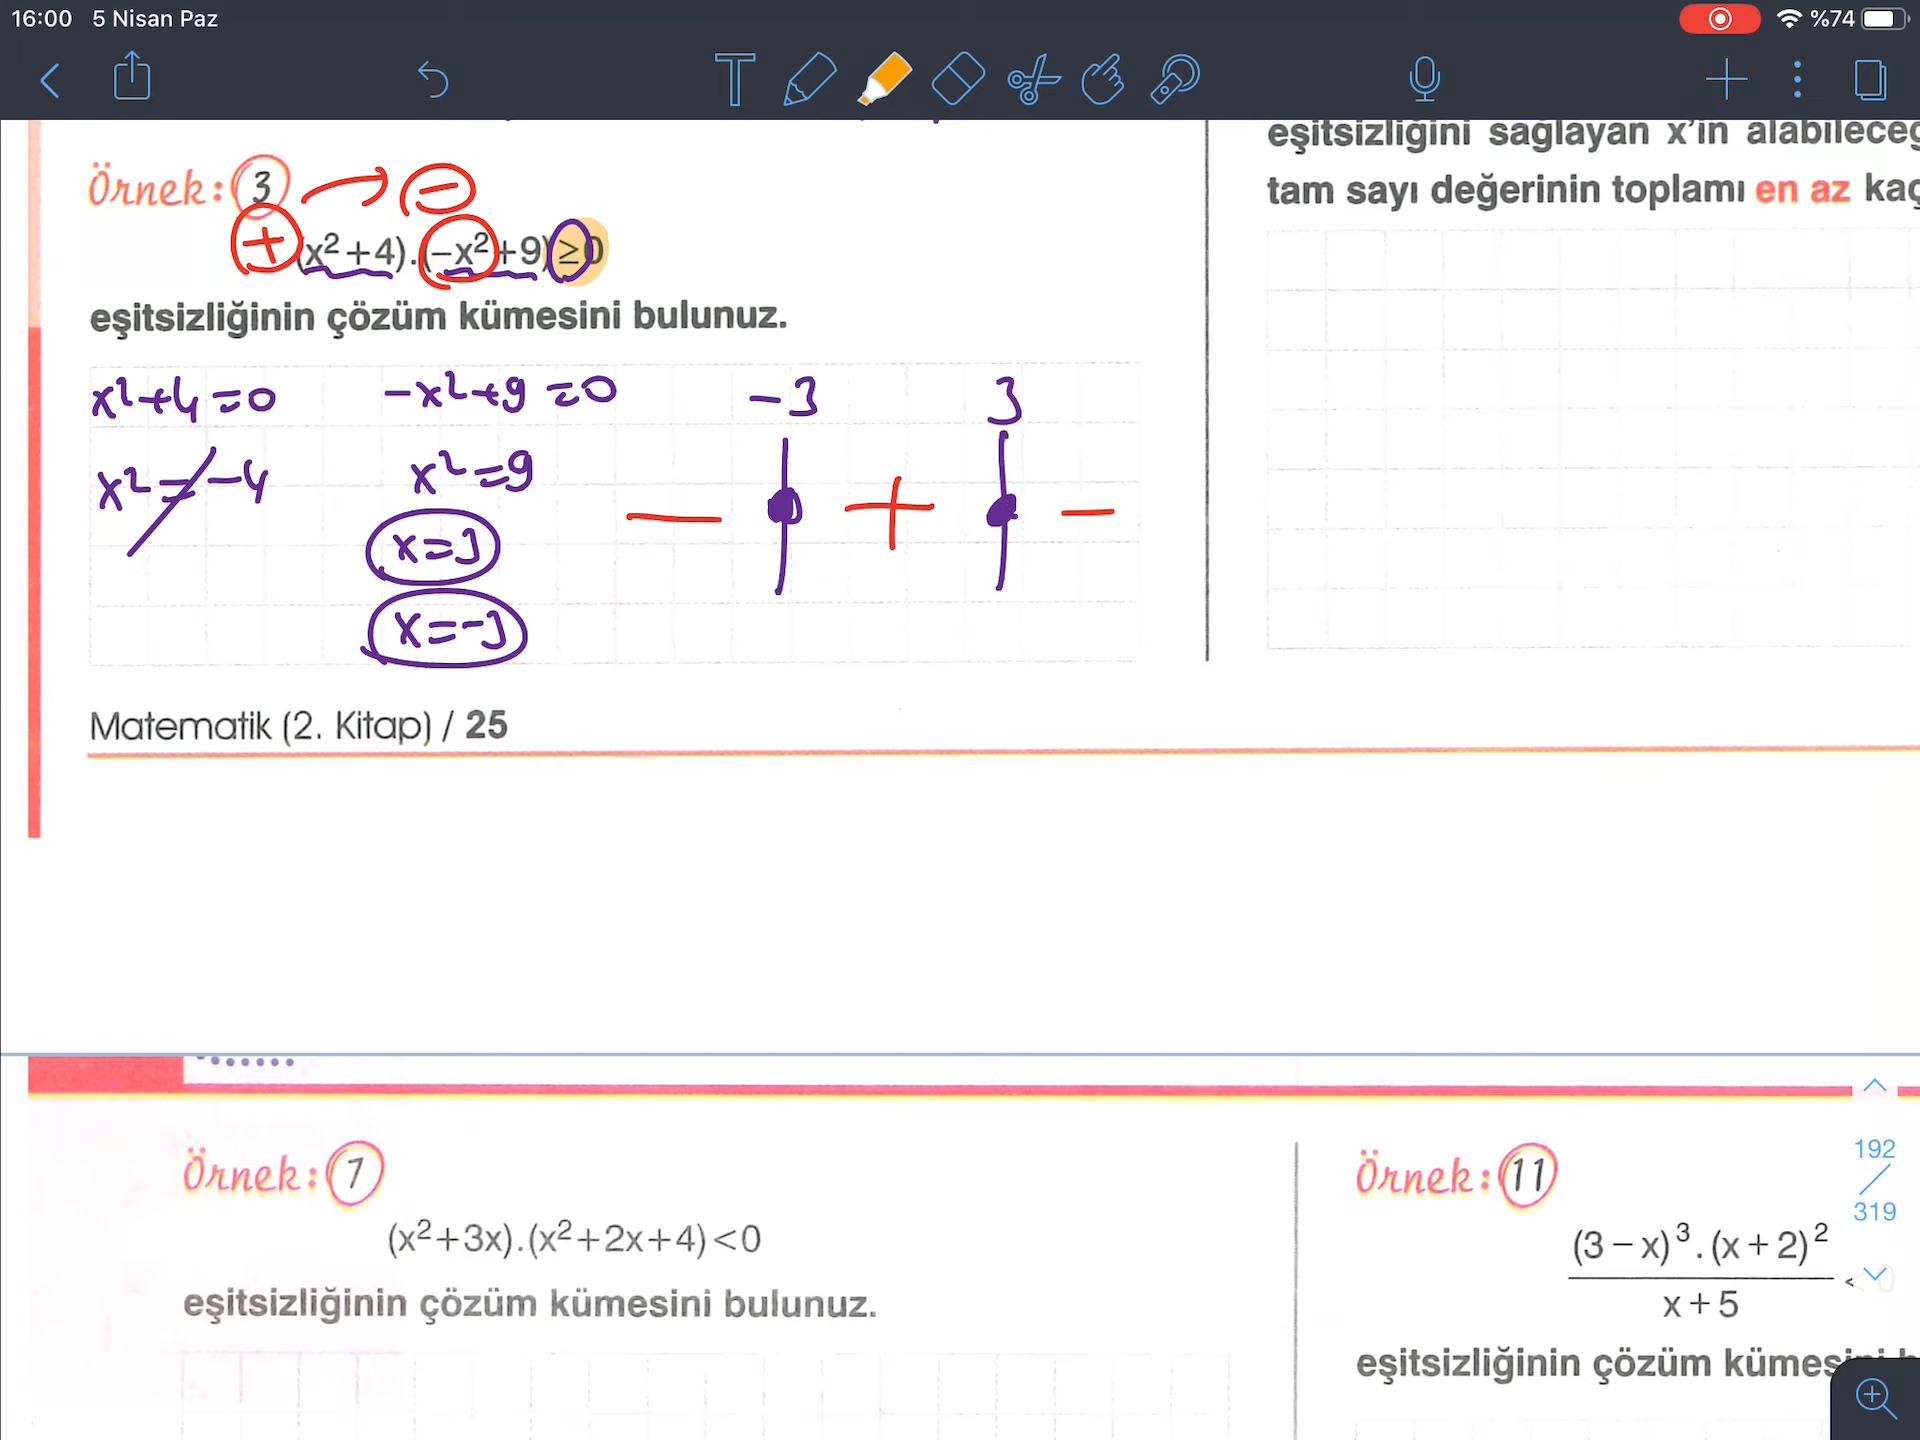 16:00 5 Nisan Paz %74
Örnek: 3 −
+ (x²+4).(−x²+9)≥0
eşitsizliğinin çözüm kümesini bulunuz.
x²+4=0 −x²+9=0 −3 3
x²=−4 x²=9
− + −
x=3
x=−3
Matematik (2. Kitap) / 25
eşitsizliğini sağlayan x'in
tam sayı değerinin toplamı en az
Örnek: 7
(x²+3x).(x²+2x+4)<0
eşitsizliğinin çözüm kümesini bulunuz.
Örnek: 11
(3−x)³.(x+2)²
x+5
eşitsizliğinin çözüm
192
319